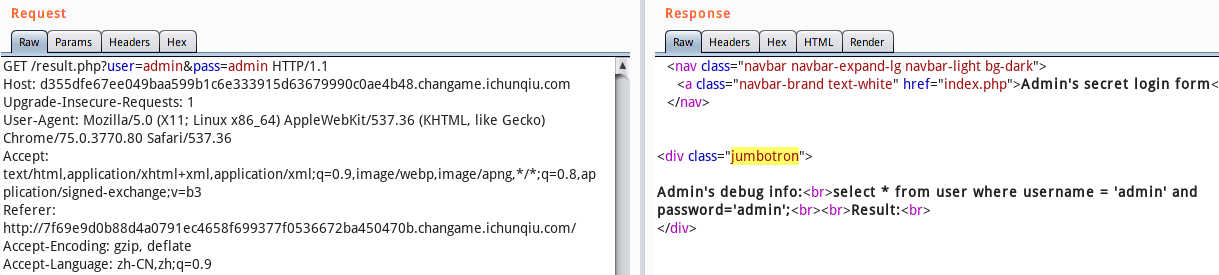 Request
Raw Params Headers Hex
GET /result.php?user=admin&pass=admin HTTP/1.1
Host: d355dfe67ee049baa599b1c6e333915d63679990c0ae4b48.changame.ichunqiu.com
Upgrade-Insecure-Requests: 1
User-Agent: Mozilla/5.0 (X11; Linux x86_64) AppleWebKit/537.36 (KHTML, like Gecko)
Chrome/75.0.3770.80 Safari/537.36
Accept:
text/html,application/xhtml+xml,application/xml;q=0.9,image/webp,image/apng,*/*;q=0.8,ap
plication/signed-exchange;v=b3
Referer:
http://7f69e9d0b88d4a0791ec4658f699377f0536672ba450470b.changame.ichunqiu.com/
Accept-Encoding: gzip, deflate
Accept-Language: zh-CN,zh;q=0.9
Response
Raw Headers Hex HTML Render
<nav class="navbar navbar-expand-lg navbar-light bg-dark">
<a class="navbar-brand text-white" href="index.php">Admin's secret login form<
</nav>
<div class="jumbotron">
Admin's debug info:<br>select * from user where username = 'admin' and
password='admin';<br><br>Result:<br>
</div>